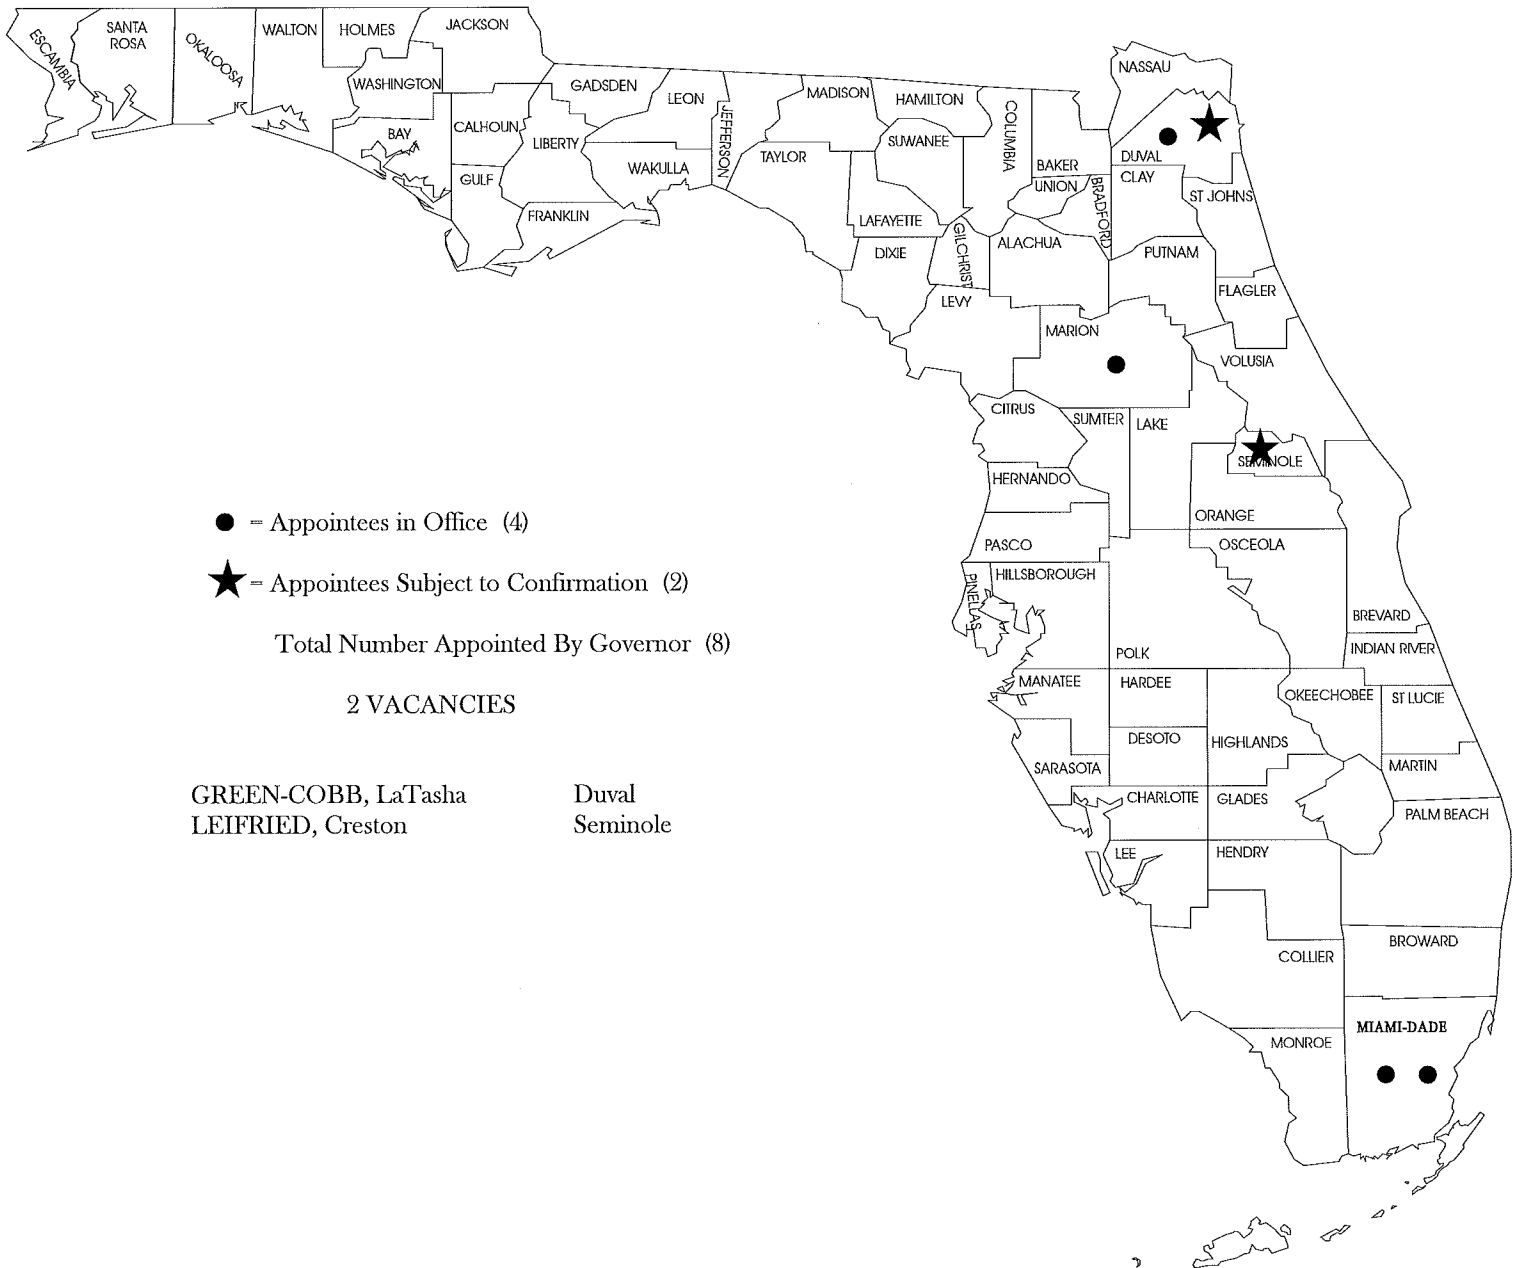 ESCAMBIA
SANTA
ROSA
OKALOOSA
WALTON
HOLMES
JACKSON
WASHINGTON
BAY
CALHOUN
GULF
GADSDEN
LIBERTY
FRANKLIN
LEON
WAKULLA
JEFFERSON
MADISON
TAYLOR
HAMILTON
SUWANEE
LAFAYETTE
DIXIE
COLUMBIA
GILCHRIST
LEVY
BAKER
UNION
BRADFORD
ALACHUA
NASSAU
DUVAL
CLAY
ST JOHNS
PUTNAM
FLAGLER
MARION
VOLUSIA
CITRUS
SUMTER
LAKE
SEMINOLE
HERNANDO
ORANGE
PASCO
OSCEOLA
HILLSBOROUGH
PINELLAS
BREVARD
POLK
INDIAN RIVER
MANATEE
HARDEE
OKEECHOBEE
ST LUCIE
DESOTO
HIGHLANDS
SARASOTA
MARTIN
CHARLOTTE
GLADES
PALM BEACH
LEE
HENDRY
BROWARD
COLLIER
MIAMI-DADE
MONROE
= Appointees in Office (4)
= Appointees Subject to Confirmation (2)
Total Number Appointed By Governor (8)
2 VACANCIES
GREEN-COBB, LaTasha Duval
LEIFRIED, Creston Seminole